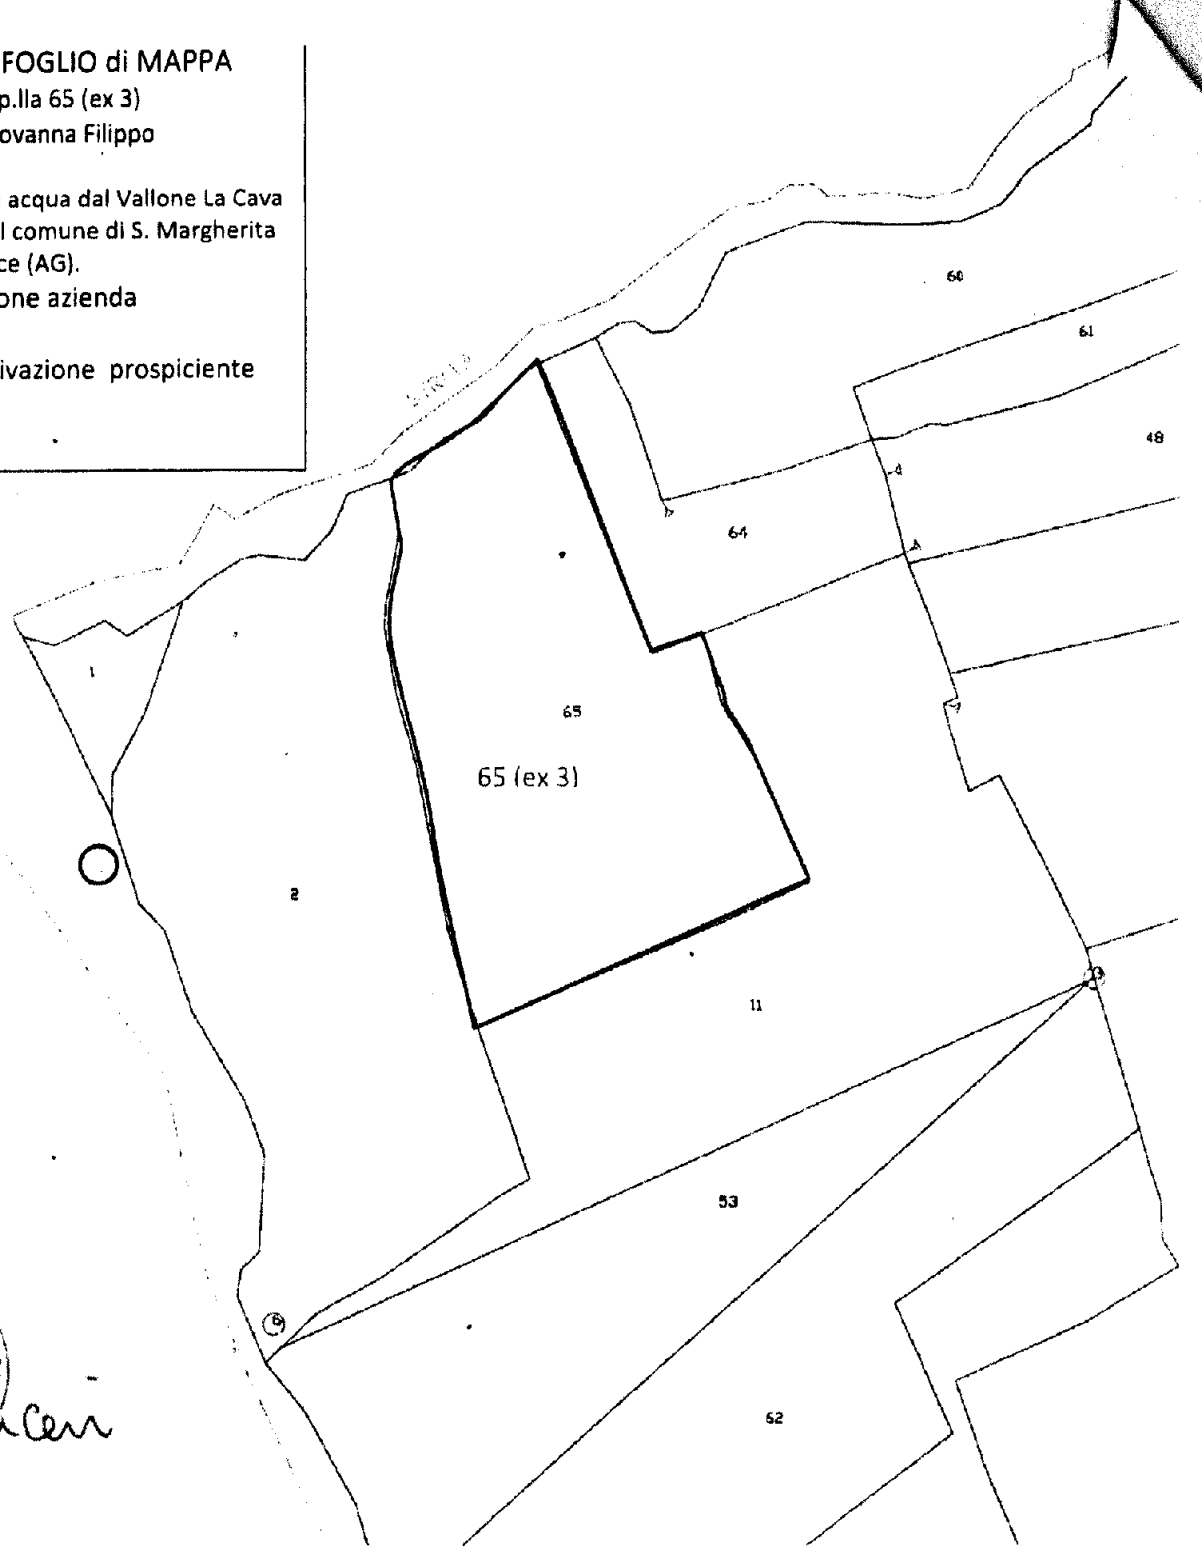 FOGLIO di MAPPA
p.lla 65 (ex 3)
ovanna Filippo
acqua dal Vallone La Cava
l comune di S. Margherita
ce (AG).
one azienda
ivazione prospiciente
60
61
48
64
1
65
65 (ex 3)
2
11
53
62